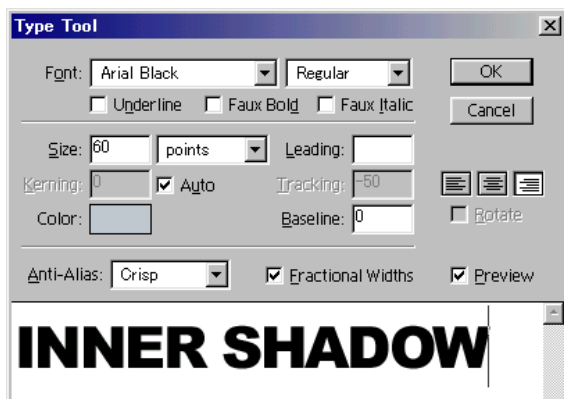 Type Tool
Font: Arial Black Regular OK
Underline Faux Bold Faux Italic Cancel
Size: 60 points Leading:
Kerning: 0 Auto Tracking: -50
Color: Baseline: 0 Rotate
Anti-Alias: Crisp Fractional Widths Preview
INNER SHADOW